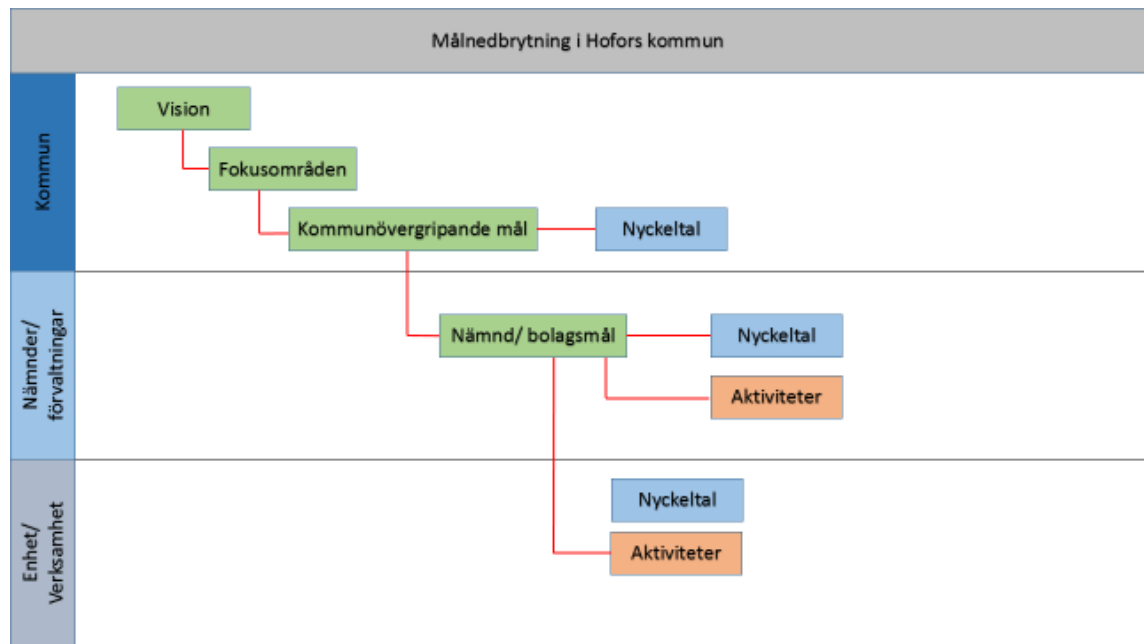 Målnedbrytning i Hofors kommun
Kommun
Vision
Fokusområden
Kommunövergripande mål
Nyckeltal
Nämnder/
förvaltningar
Nämnd/ bolagsmål
Nyckeltal
Aktiviteter
Enhet/
Verksamhet
Nyckeltal
Aktiviteter